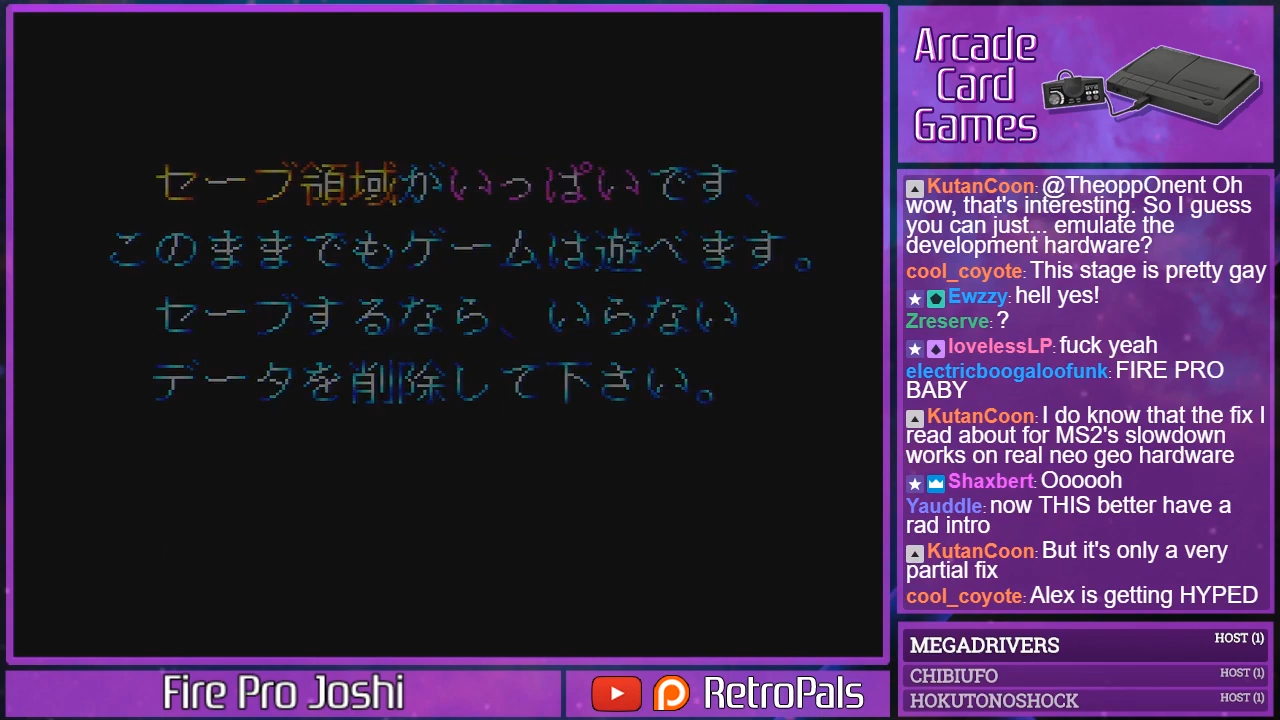 セーブ領域がいっぱいです、
このままでもゲームは遊べます。
セーブするなら、いらない
データを削除して下さい。
Arcade
Card
Games
KutanCoon: @TheoppOnent Oh
wow, that's interesting. So I guess
you can just... emulate the
development hardware?
cool_coyote: This stage is pretty gay
Ewzzy: hell yes!
Zreserve: ?
lovelessLP: fuck yeah
electricboogaloofunk: FIRE PRO
BABY
KutanCoon: I do know that the fix I
read about for MS2's slowdown
works on real neo geo hardware
Shaxbert: Oooooh
Yauddle: now THIS better have a
rad intro
KutanCoon: But it's only a very
partial fix
cool_coyote: Alex is getting HYPED
MEGADRIVERS HOST (1)
CHIBIUFO HOST (1)
HOKUTONOSHOCK HOST (1)
Fire Pro Joshi
RetroPals